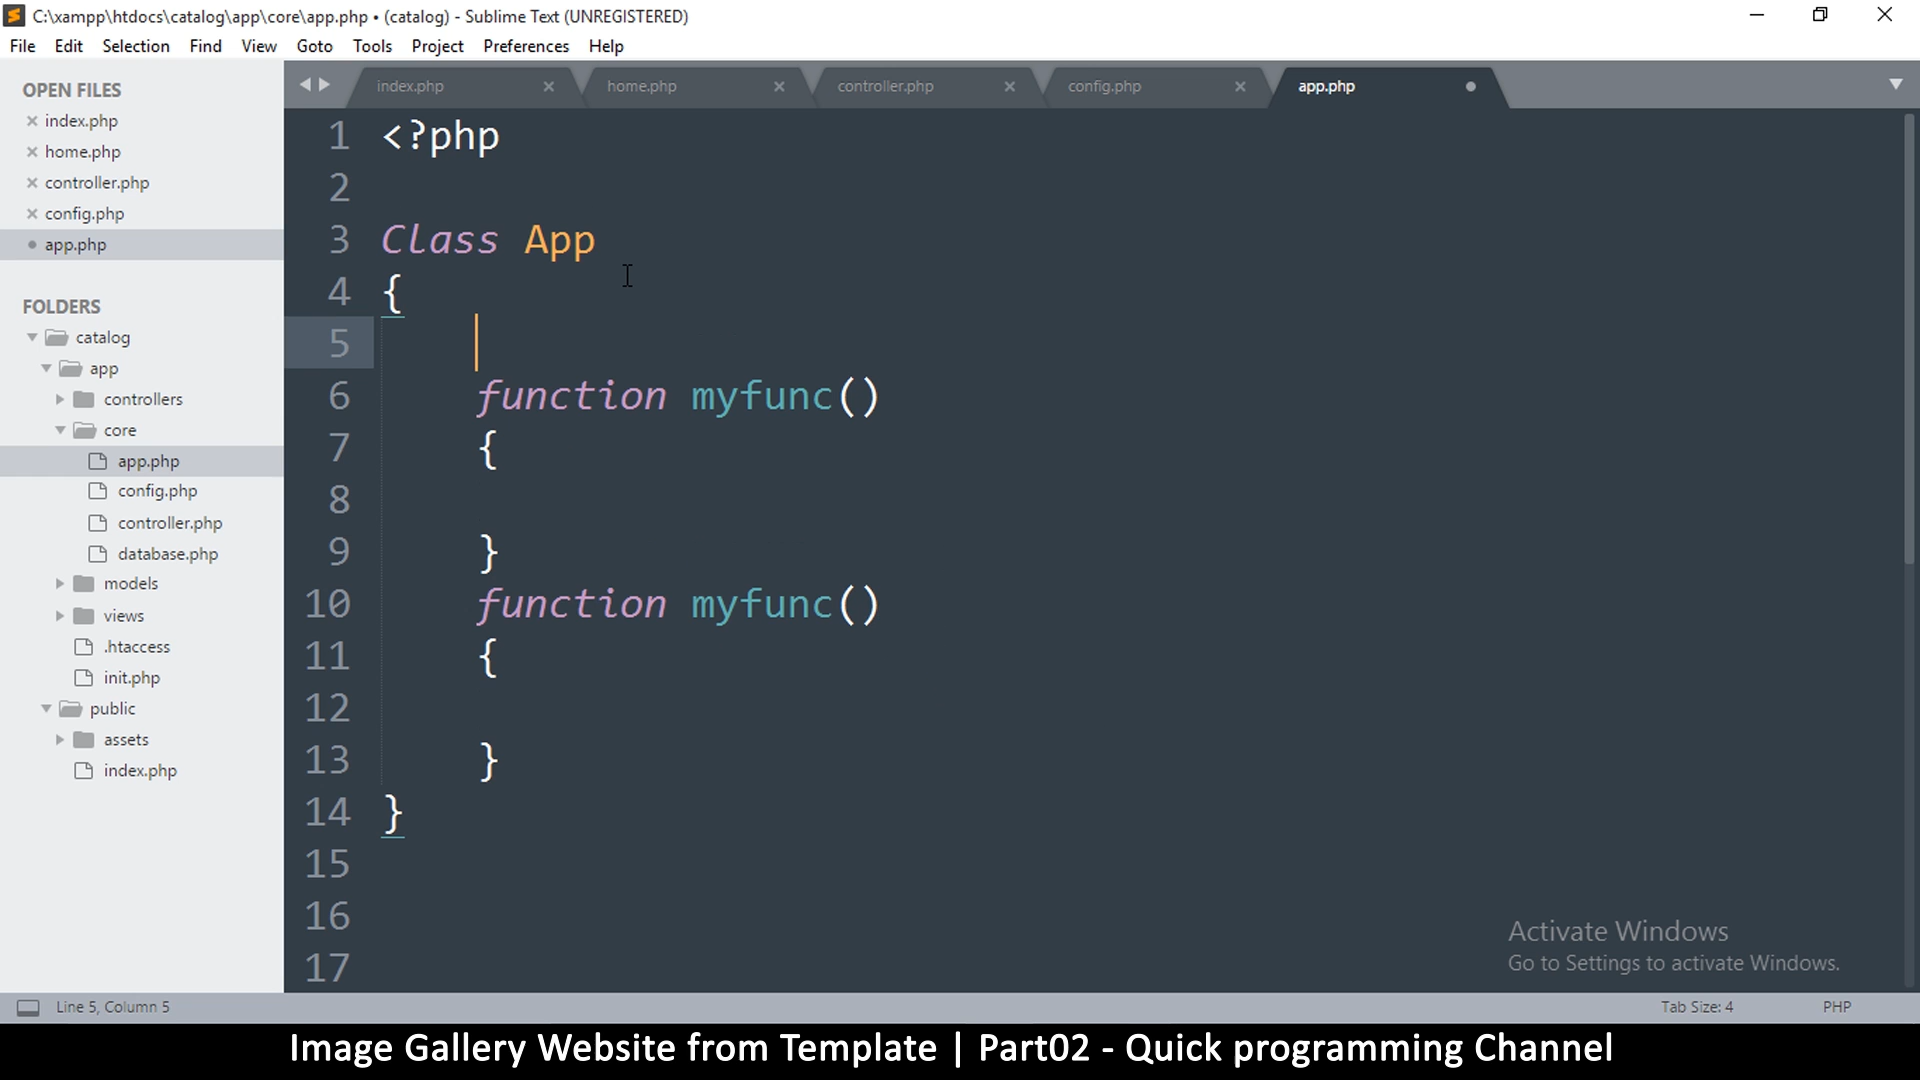 C:\xampp\htdocs\catalog\app\core\app.php • (catalog) - Sublime Text (UNREGISTERED)
File Edit Selection Find View Goto Tools Project Preferences Help
OPEN FILES
index.php
home.php
controller.php
config.php
app.php
FOLDERS
catalog
app
controllers
core
app.php
config.php
controller.php
database.php
models
views
.htaccess
init.php
public
assets
index.php
index.php home.php controller.php config.php app.php
1 <?php
2
3 Class App
4 {
5
6 function myfunc()
7 {
8
9 }
10 function myfunc()
11 {
12
13 }
14 }
15
16
17
Activate Windows
Go to Settings to activate Windows.
Line 5, Column 5 Tab Size: 4 PHP
Image Gallery Website from Template | Part02 - Quick programming Channel